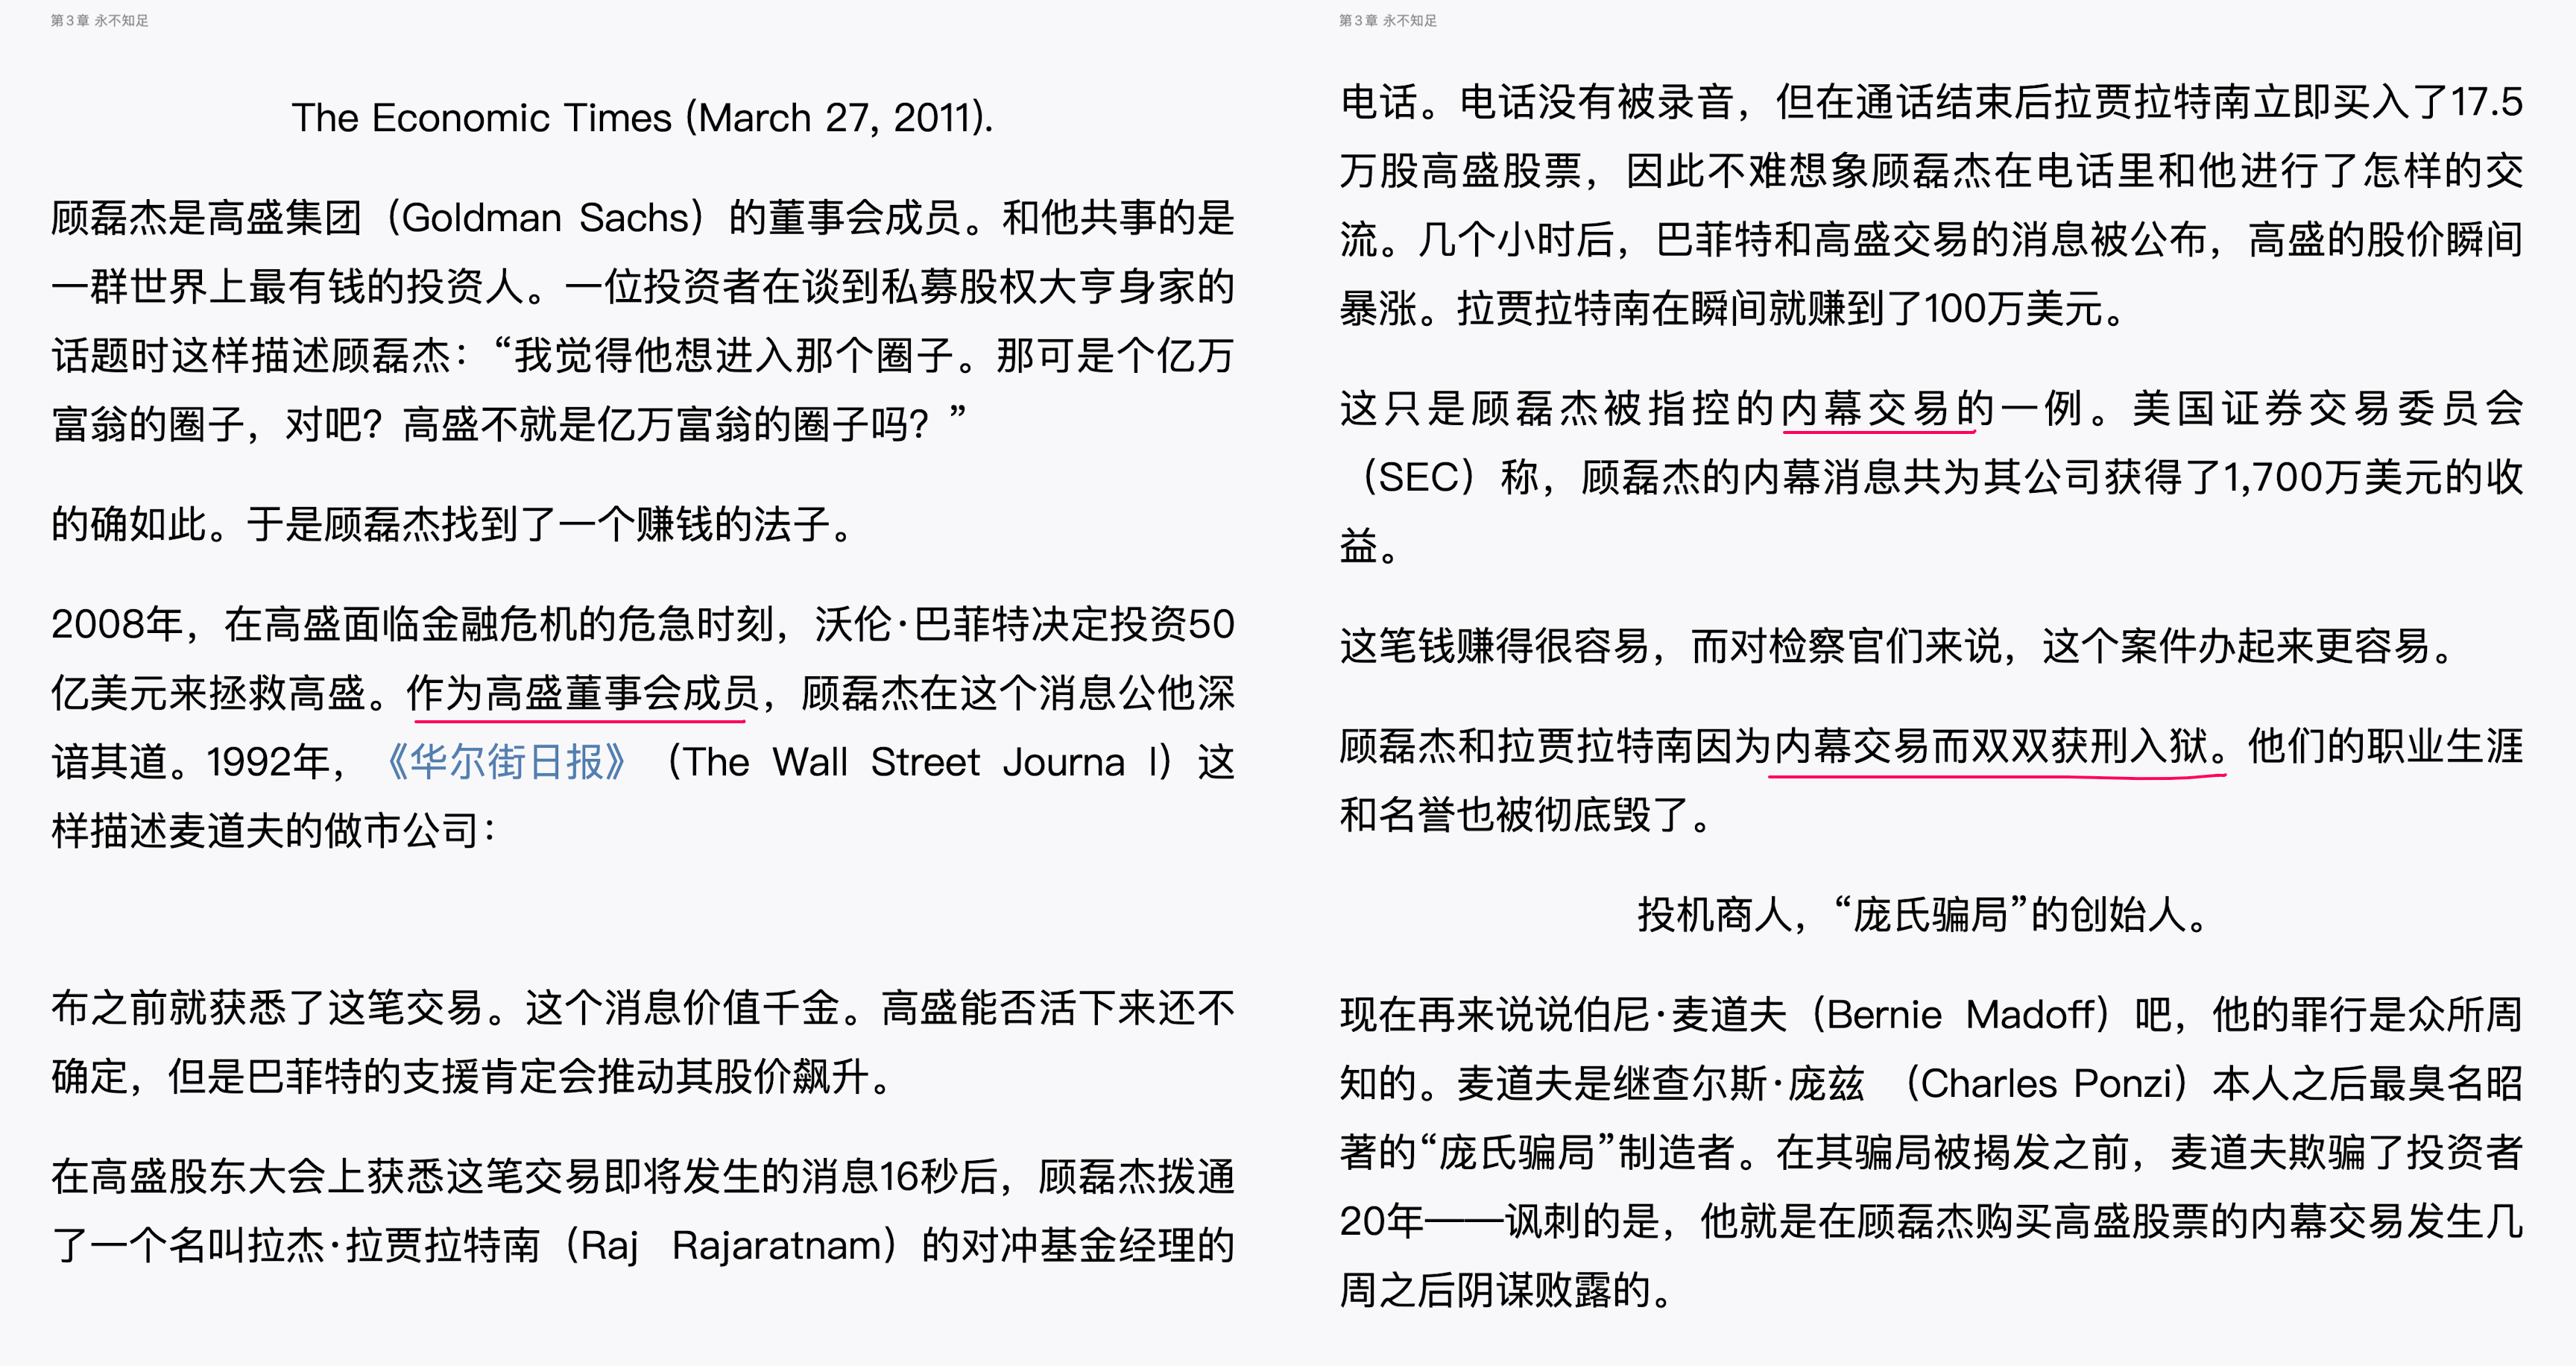 第3章 永不知足
The Economic Times (March 27, 2011).
顾磊杰是高盛集团（Goldman Sachs）的董事会成员。和他共事的是
一群世界上最有钱的投资人。一位投资者在谈到私募股权大亨身家的
话题时这样描述顾磊杰：“我觉得他想进入那个圈子。那可是个亿万
富翁的圈子，对吧？高盛不就是亿万富翁的圈子吗？”
的确如此。于是顾磊杰找到了一个赚钱的法子。
2008年，在高盛面临金融危机的危急时刻，沃伦·巴菲特决定投资50
亿美元来拯救高盛。作为高盛董事会成员，顾磊杰在这个消息公他深
谙其道。1992年，《华尔街日报》（The Wall Street Journa l）这
样描述麦道夫的做市公司：
布之前就获悉了这笔交易。这个消息价值千金。高盛能否活下来还不
确定，但是巴菲特的支援肯定会推动其股价飙升。
在高盛股东大会上获悉这笔交易即将发生的消息16秒后，顾磊杰拨通
了一个名叫拉杰·拉贾拉特南（Raj Rajaratnam）的对冲基金经理的
第3章 永不知足
电话。电话没有被录音，但在通话结束后拉贾拉特南立即买入了17.5
万股高盛股票，因此不难想象顾磊杰在电话里和他进行了怎样的交
流。几个小时后，巴菲特和高盛交易的消息被公布，高盛的股价瞬间
暴涨。拉贾拉特南在瞬间就赚到了100万美元。
这只是顾磊杰被指控的内幕交易的一例。美国证券交易委员会
（SEC）称，顾磊杰的内幕消息共为其公司获得了1,700万美元的收
益。
这笔钱赚得很容易，而对检察官们来说，这个案件办起来更容易。
顾磊杰和拉贾拉特南因为内幕交易而双双获刑入狱。他们的职业生涯
和名誉也被彻底毁了。
投机商人，“庞氏骗局”的创始人。
现在再来说说伯尼·麦道夫（Bernie Madoff）吧，他的罪行是众所周
知的。麦道夫是继查尔斯·庞兹 （Charles Ponzi）本人之后最臭名昭
著的“庞氏骗局”制造者。在其骗局被揭发之前，麦道夫欺骗了投资者
20年——讽刺的是，他就是在顾磊杰购买高盛股票的内幕交易发生几
周之后阴谋败露的。